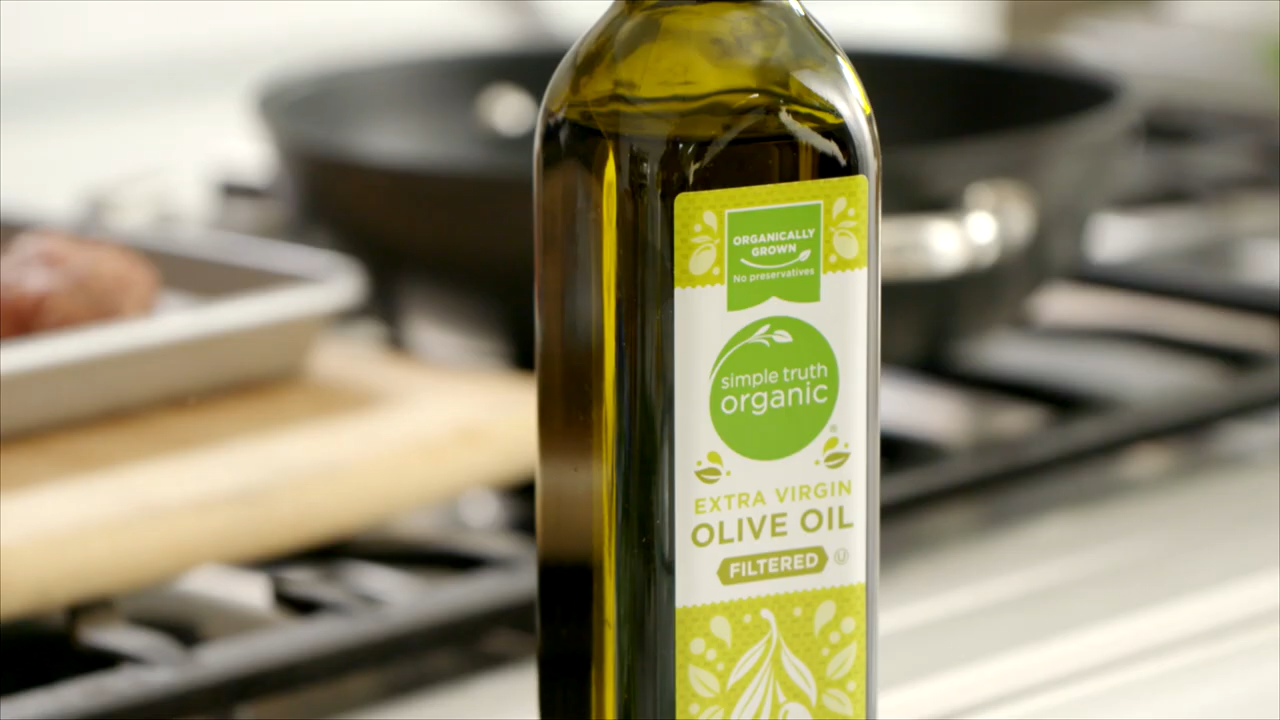 ORGANICALLY
GROWN
No preservatives
simple truth
organic
®
EXTRA VIRGIN
OLIVE OIL
FILTERED
U